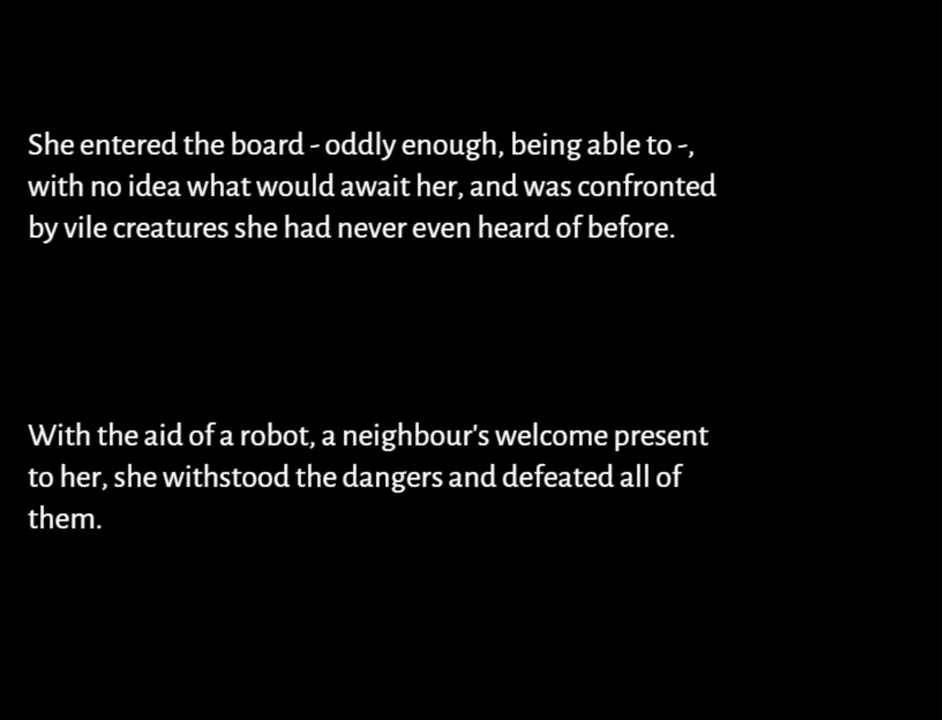 She entered the board - oddly enough, being able to -,
with no idea what would await her, and was confronted
by vile creatures she had never even heard of before.
With the aid of a robot, a neighbour's welcome present
to her, she withstood the dangers and defeated all of
them.